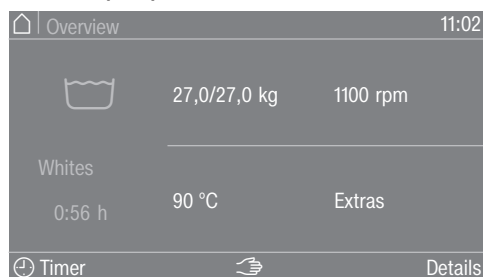 Overview 11:02
27,0/27,0 kg 1100 rpm
Whites
0:56 h
90 °C Extras
Timer Details